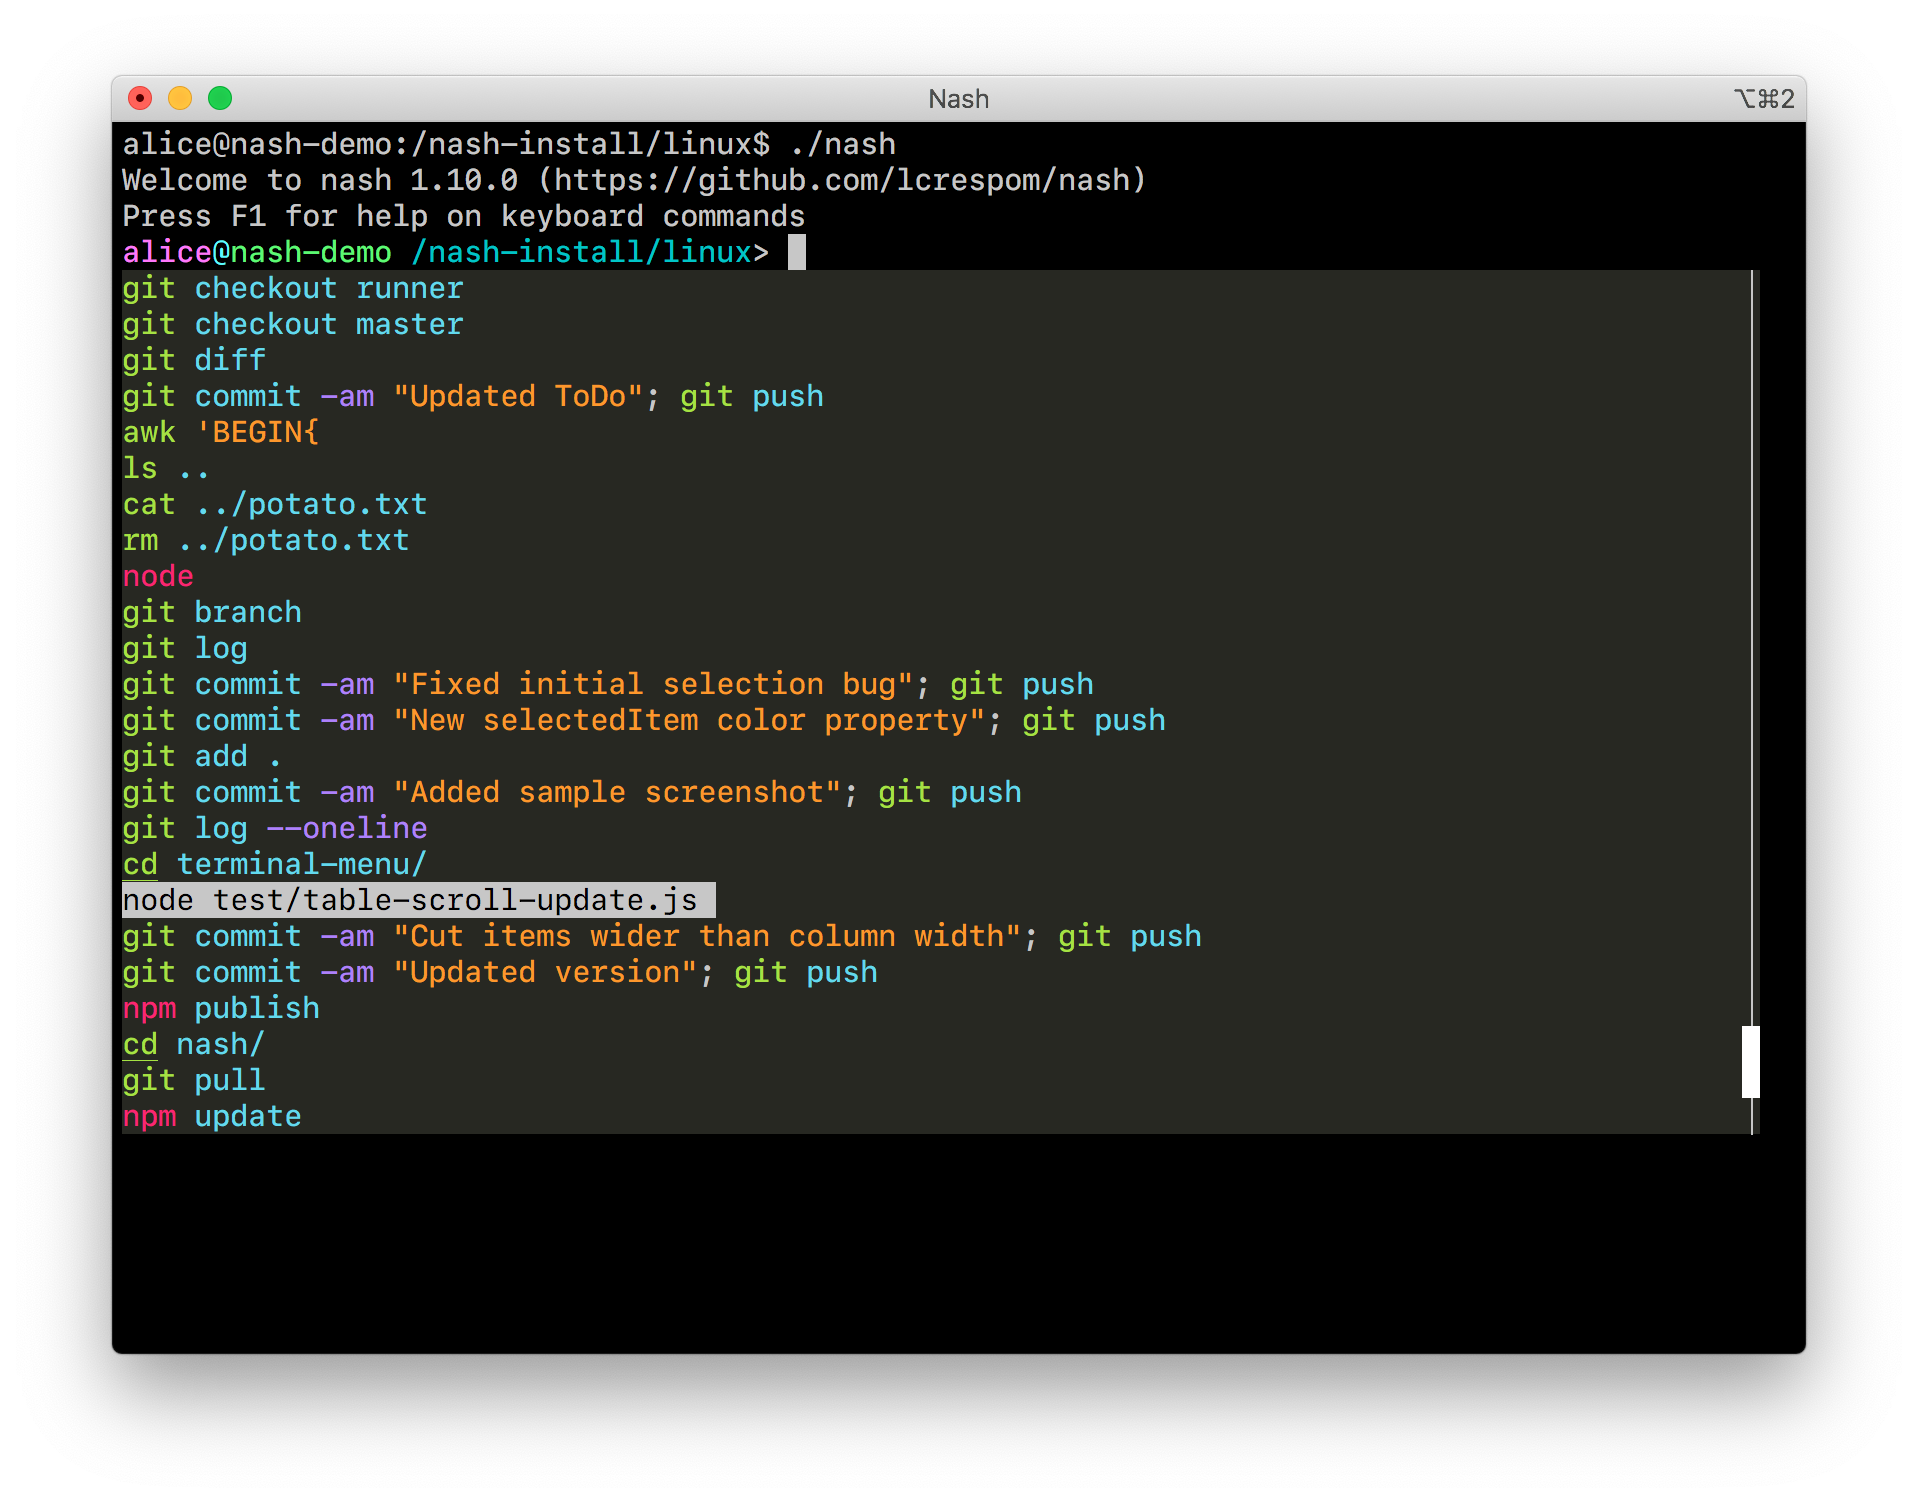 Nash ⌥⌘2
alice@nash-demo:/nash-install/linux$ ./nash
Welcome to nash 1.10.0 (https://github.com/lcrespom/nash)
Press F1 for help on keyboard commands
alice@nash-demo /nash-install/linux>
git checkout runner
git checkout master
git diff
git commit -am "Updated ToDo"; git push
awk 'BEGIN{
ls ..
cat ../potato.txt
rm ../potato.txt
node
git branch
git log
git commit -am "Fixed initial selection bug"; git push
git commit -am "New selectedItem color property"; git push
git add .
git commit -am "Added sample screenshot"; git push
git log --oneline
cd terminal-menu/
node test/table-scroll-update.js
git commit -am "Cut items wider than column width"; git push
git commit -am "Updated version"; git push
npm publish
cd nash/
git pull
npm update